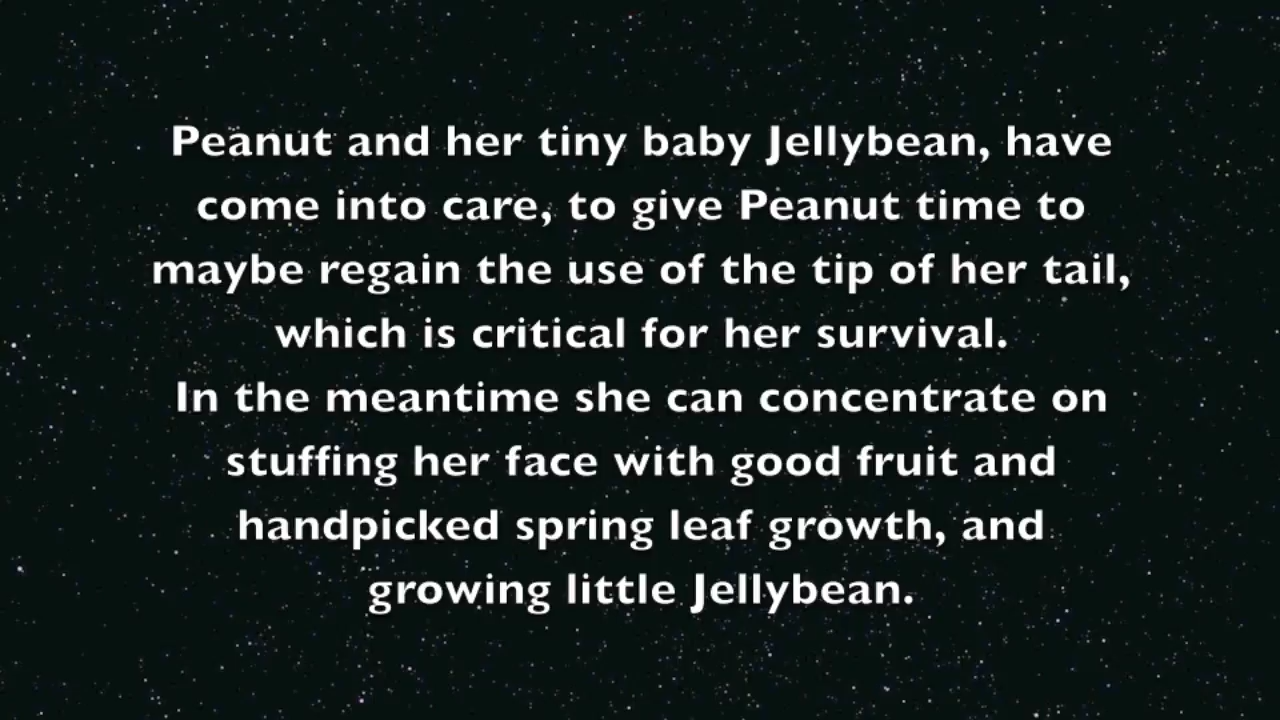 Peanut and her tiny baby Jellybean, have
come into care, to give Peanut time to
maybe regain the use of the tip of her tail,
which is critical for her survival.
In the meantime she can concentrate on
stuffing her face with good fruit and
handpicked spring leaf growth, and
growing little Jellybean.